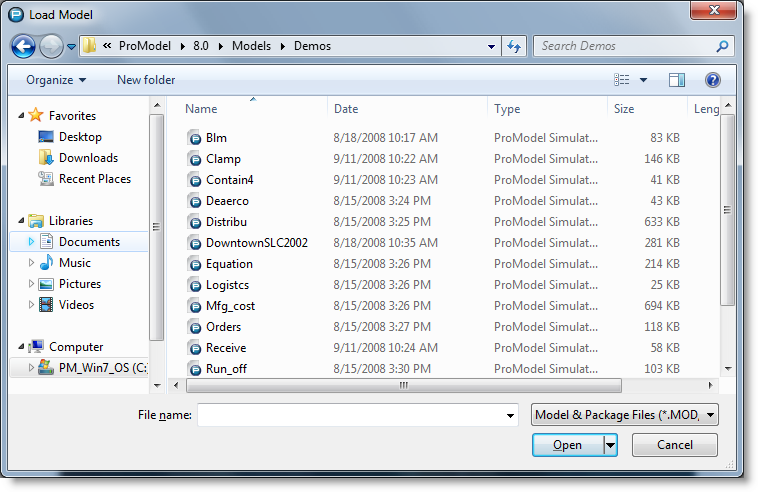 Load Model
« ProModel 8.0 Models Demos
Search Demos
Organize New folder
Favorites
Desktop
Downloads
Recent Places
Libraries
Documents
Music
Pictures
Videos
Computer
PM_Win7_OS (C:
Name Date Type Size Leng
Blm 8/18/2008 10:17 AM ProModel Simulat... 83 KB
Clamp 9/11/2008 10:22 AM ProModel Simulat... 146 KB
Contain4 9/11/2008 10:23 AM ProModel Simulat... 41 KB
Deaerco 8/15/2008 3:24 PM ProModel Simulat... 43 KB
Distribu 8/15/2008 3:25 PM ProModel Simulat... 633 KB
DowntownSLC2002 8/18/2008 10:35 AM ProModel Simulat... 281 KB
Equation 8/15/2008 3:26 PM ProModel Simulat... 214 KB
Logistcs 8/15/2008 3:26 PM ProModel Simulat... 25 KB
Mfg_cost 8/15/2008 3:26 PM ProModel Simulat... 694 KB
Orders 8/15/2008 3:27 PM ProModel Simulat... 118 KB
Receive 9/11/2008 10:24 AM ProModel Simulat... 58 KB
Run_off 8/15/2008 3:30 PM ProModel Simulat... 103 KB
File name:
Model & Package Files (*.MOD,
Open Cancel